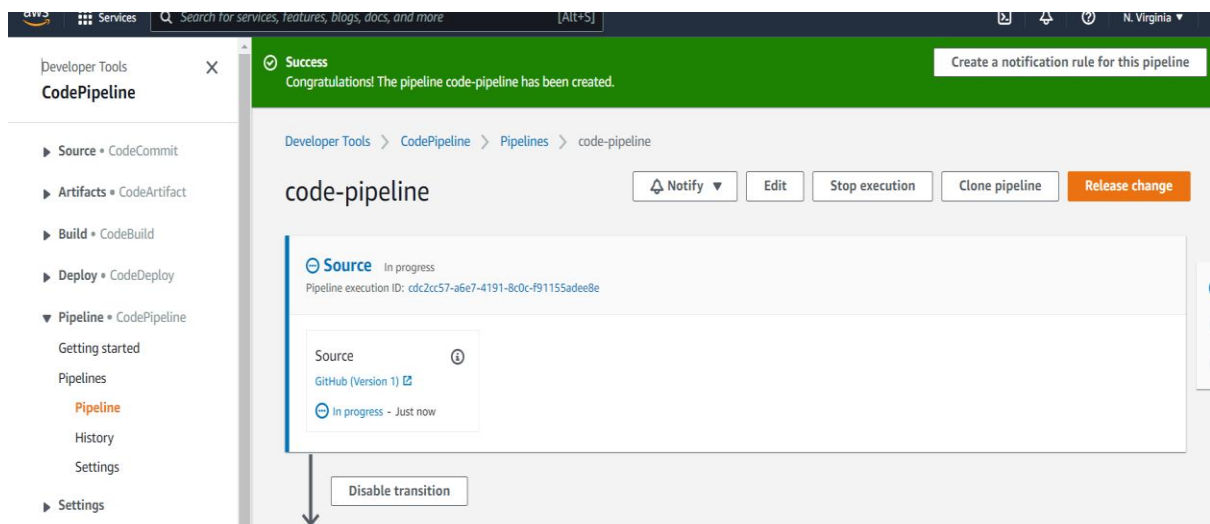 aws
Services
Search for services, features, blogs, docs, and more
[Alt+S]
N. Virginia ▼
Developer Tools
CodePipeline
Success
Congratulations! The pipeline code-pipeline has been created.
Create a notification rule for this pipeline
Source • CodeCommit
Artifacts • CodeArtifact
Build • CodeBuild
Deploy • CodeDeploy
Pipeline • CodePipeline
Getting started
Pipelines
Pipeline
History
Settings
Settings
Developer Tools > CodePipeline > Pipelines > code-pipeline
code-pipeline
Notify ▼
Edit
Stop execution
Clone pipeline
Release change
Source In progress
Pipeline execution ID: cdc2cc57-a6e7-4191-8c0c-f91155adee8e
Source
GitHub (Version 1)
In progress - Just now
Disable transition